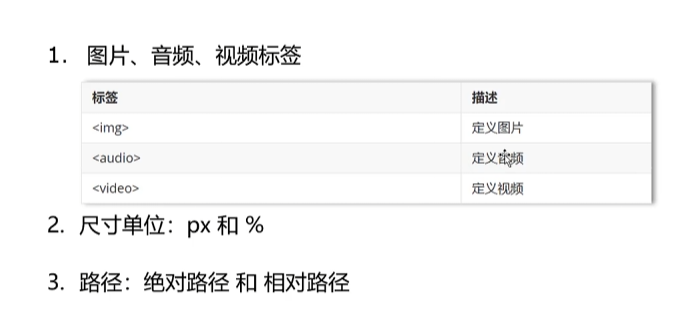 1. 图片、音频、视频标签
标签 描述
<img> 定义图片
<audio> 定义音频
<video> 定义视频
2. 尺寸单位：px 和 %
3. 路径：绝对路径 和 相对路径